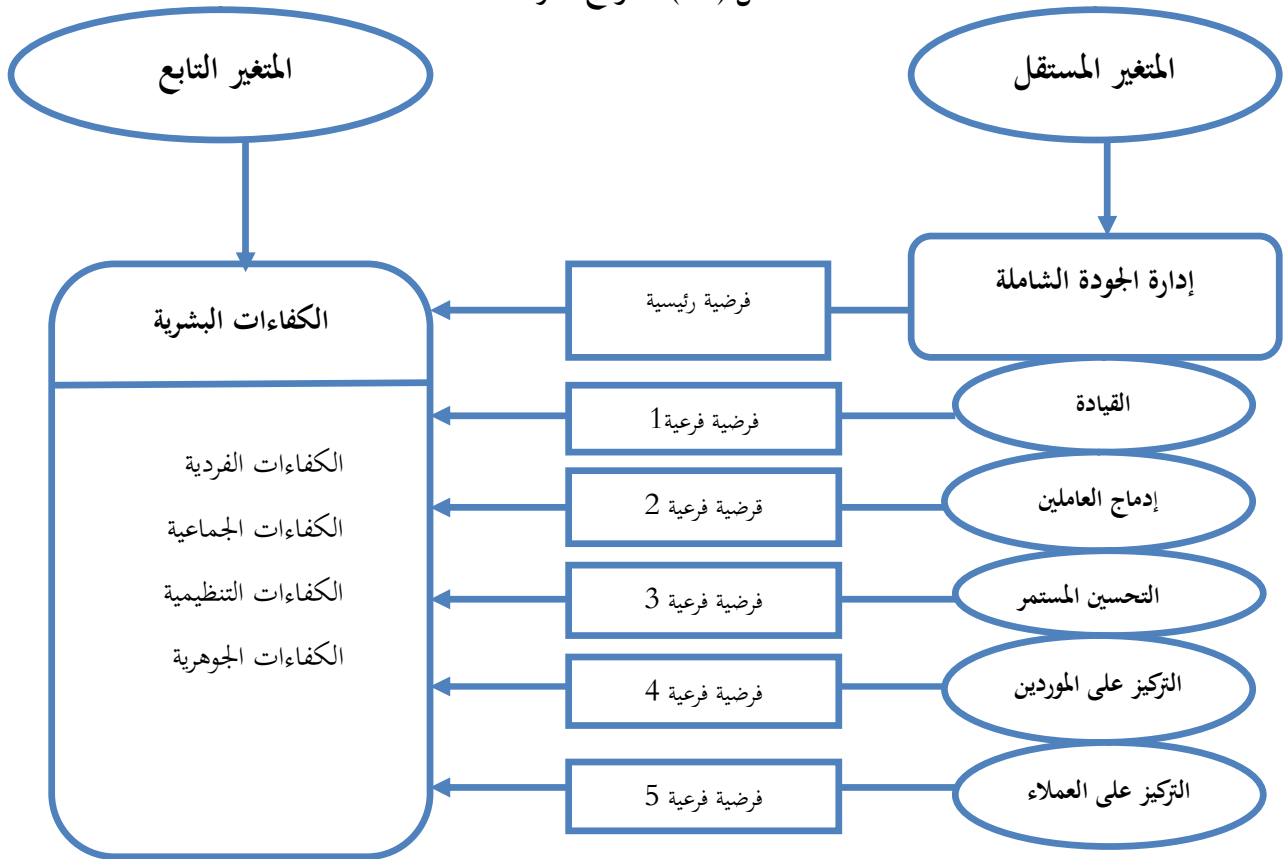 المتغير المستقل
المتغير التابع
إدارة الجودة الشاملة
فرضية رئيسية
الكفاءات البشرية
القيادة
فرضية فرعية1
إدماج العاملين
قرضية فرعية 2
التحسين المستمر
فرضية فرعية 3
التركيز على الموردين
فرضية فرعية 4
التركيز على العملاء
فرضية فرعية 5
الكفاءات الفردية
الكفاءات الجماعية
الكفاءات التنظيمية
الكفاءات الجوهرية